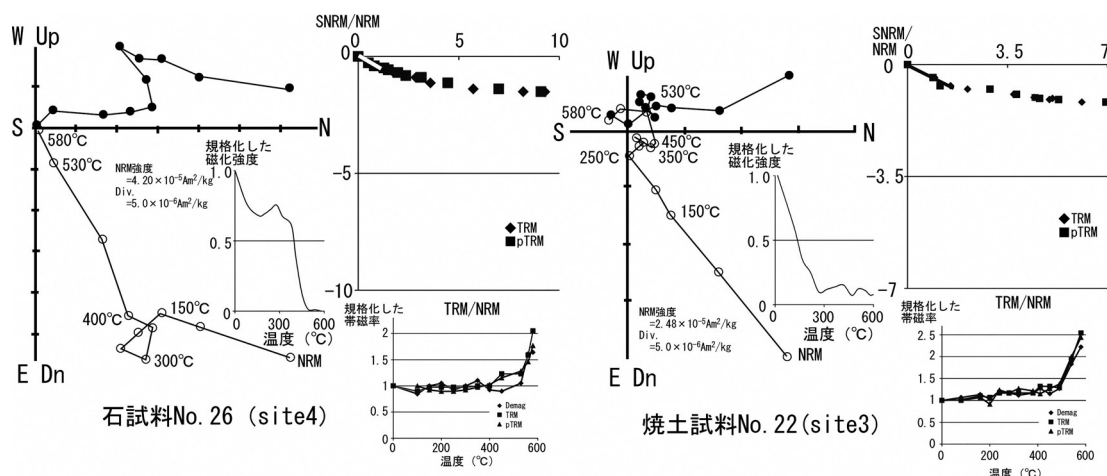 W Up
S
N
E Dn
580℃
530℃
400℃
150℃
300℃
NRM
NRM強度
=4.20×10⁻⁵Am²/kg
Div.
=5.0×10⁻⁶Am²/kg
規格化した
磁化強度
1.0
0.5
0
0 300 600
温度 (℃)
SNRM/NRM
0 5 10
0
-5
-10
◆TRM
■pTRM
TRM/NRM
規格化した
帯磁率
2.5
2
1.5
1
0.5
0
0 200 400 600
温度 (℃)
Demag
TRM
pTRM
石試料No.26 (site4)
W Up
S
N
E Dn
530℃
580℃
450℃
250℃
350℃
150℃
NRM
NRM強度
=2.48×10⁻⁵Am²/kg
Div.
=5.0×10⁻⁶Am²/kg
規格化した
磁化強度
1.0
0.5
0
0 300 600
温度 (℃)
SNRM/
NRM
0 3.5 7
0
-3.5
-7
◆TRM
■pTRM
TRM/NRM
規格化した
帯磁率
2.5
2
1.5
1
0.5
0
0 200 400 600
温度 (℃)
Demag
TRM
pTRM
焼土試料No.22(site3)